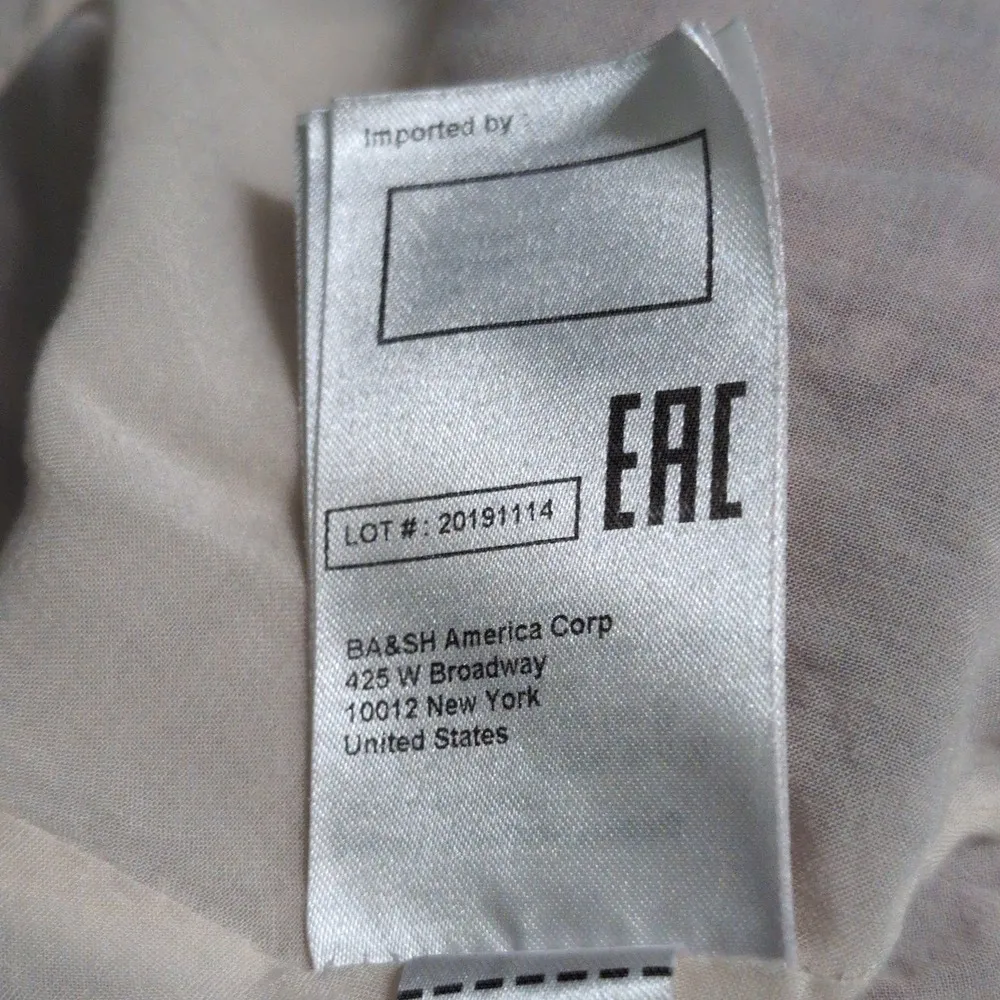 Imported by :
EAC
LOT # : 20191114
BA&SH America Corp
425 W Broadway
10012 New York
United States